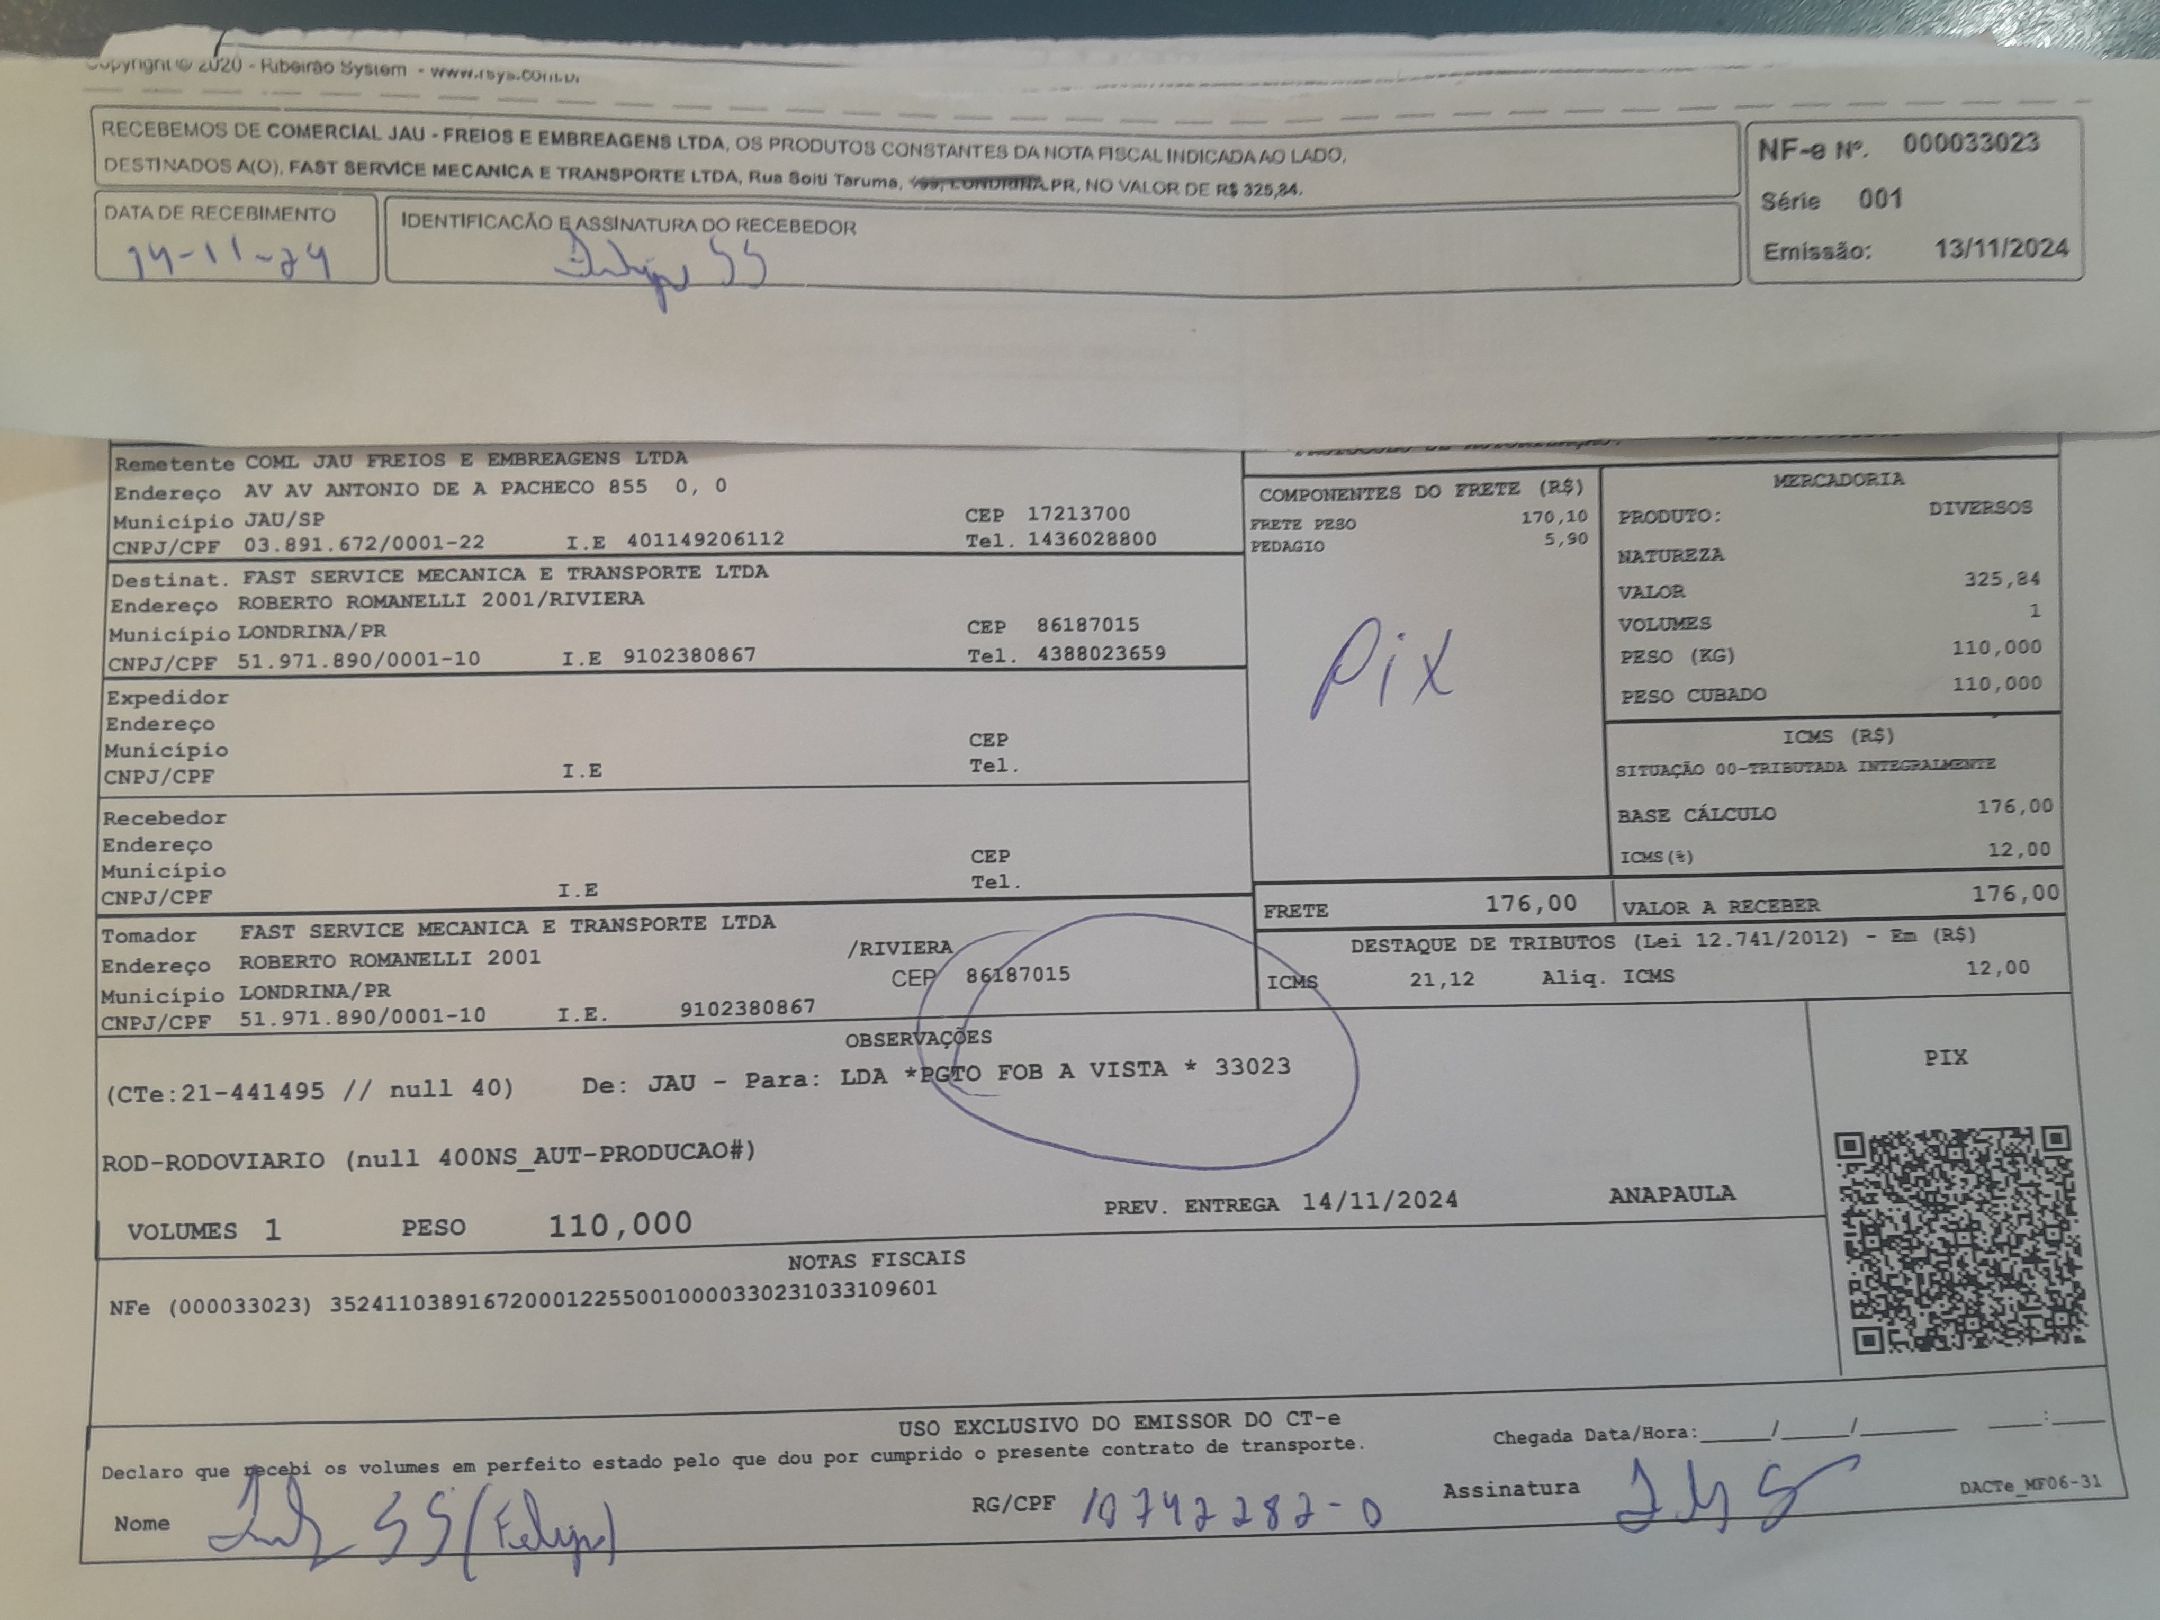 Copyright © 2020 - Ribeirão System - www.rsys.com.br
RECEBEMOS DE COMERCIAL JAU - FREIOS E EMBREAGENS LTDA, OS PRODUTOS CONSTANTES DA NOTA FISCAL INDICADA AO LADO,
DESTINADOS A(O), FAST SERVICE MECANICA E TRANSPORTE LTDA, Rua Soiti Taruma, LONDRINA PR, NO VALOR DE R$ 325,84.
NF-e Nº. 000033023
Série 001
Emissão: 13/11/2024
DATA DE RECEBIMENTO
14-11-24
IDENTIFICACÃO E ASSINATURA DO RECEBEDOR
Remetente COML JAU FREIOS E EMBREAGENS LTDA
Endereço AV AV ANTONIO DE A PACHECO 855 0, 0
Município JAU/SP CEP 17213700
CNPJ/CPF 03.891.672/0001-22 I.E 401149206112 Tel. 1436028800
Destinat. FAST SERVICE MECANICA E TRANSPORTE LTDA
Endereço ROBERTO ROMANELLI 2001/RIVIERA
Município LONDRINA/PR CEP 86187015
CNPJ/CPF 51.971.890/0001-10 I.E 9102380867 Tel. 4388023659
Expedidor
Endereço
Município CEP
CNPJ/CPF I.E Tel.
Recebedor
Endereço
Município CEP
CNPJ/CPF I.E Tel.
Tomador FAST SERVICE MECANICA E TRANSPORTE LTDA
Endereço ROBERTO ROMANELLI 2001 /RIVIERA
Município LONDRINA/PR CEP 86187015
CNPJ/CPF 51.971.890/0001-10 I.E. 9102380867
COMPONENTES DO FRETE (R$)
FRETE PESO 170,10
PEDAGIO 5,90
Pix
MERCADORIA
PRODUTO: DIVERSOS
NATUREZA
VALOR 325,84
VOLUMES 1
PESO (KG) 110,000
PESO CUBADO 110,000
ICMS (R$)
SITUAÇÃO 00-TRIBUTADA INTEGRALMENTE
BASE CÁLCULO 176,00
ICMS(%) 12,00
FRETE 176,00 VALOR A RECEBER 176,00
DESTAQUE DE TRIBUTOS (Lei 12.741/2012) - Em (R$)
ICMS 21,12 Aliq. ICMS 12,00
OBSERVAÇÕES
(CTe:21-441495 // null 40) De: JAU - Para: LDA *PGTO FOB A VISTA * 33023
ROD-RODOVIARIO (null 400NS_AUT-PRODUCAO#)
VOLUMES 1 PESO 110,000 PREV. ENTREGA 14/11/2024 ANAPAULA
PIX
NOTAS FISCAIS
NFe (000033023) 35241103891672000122550010000330231033109601
USO EXCLUSIVO DO EMISSOR DO CT-e
Declaro que recebi os volumes em perfeito estado pelo que dou por cumprido o presente contrato de transporte.
Chegada Data/Hora:_____/_____/_______ ____:____
Nome (Felipe) RG/CPF 10742282-0 Assinatura
DACTe_MF06-31